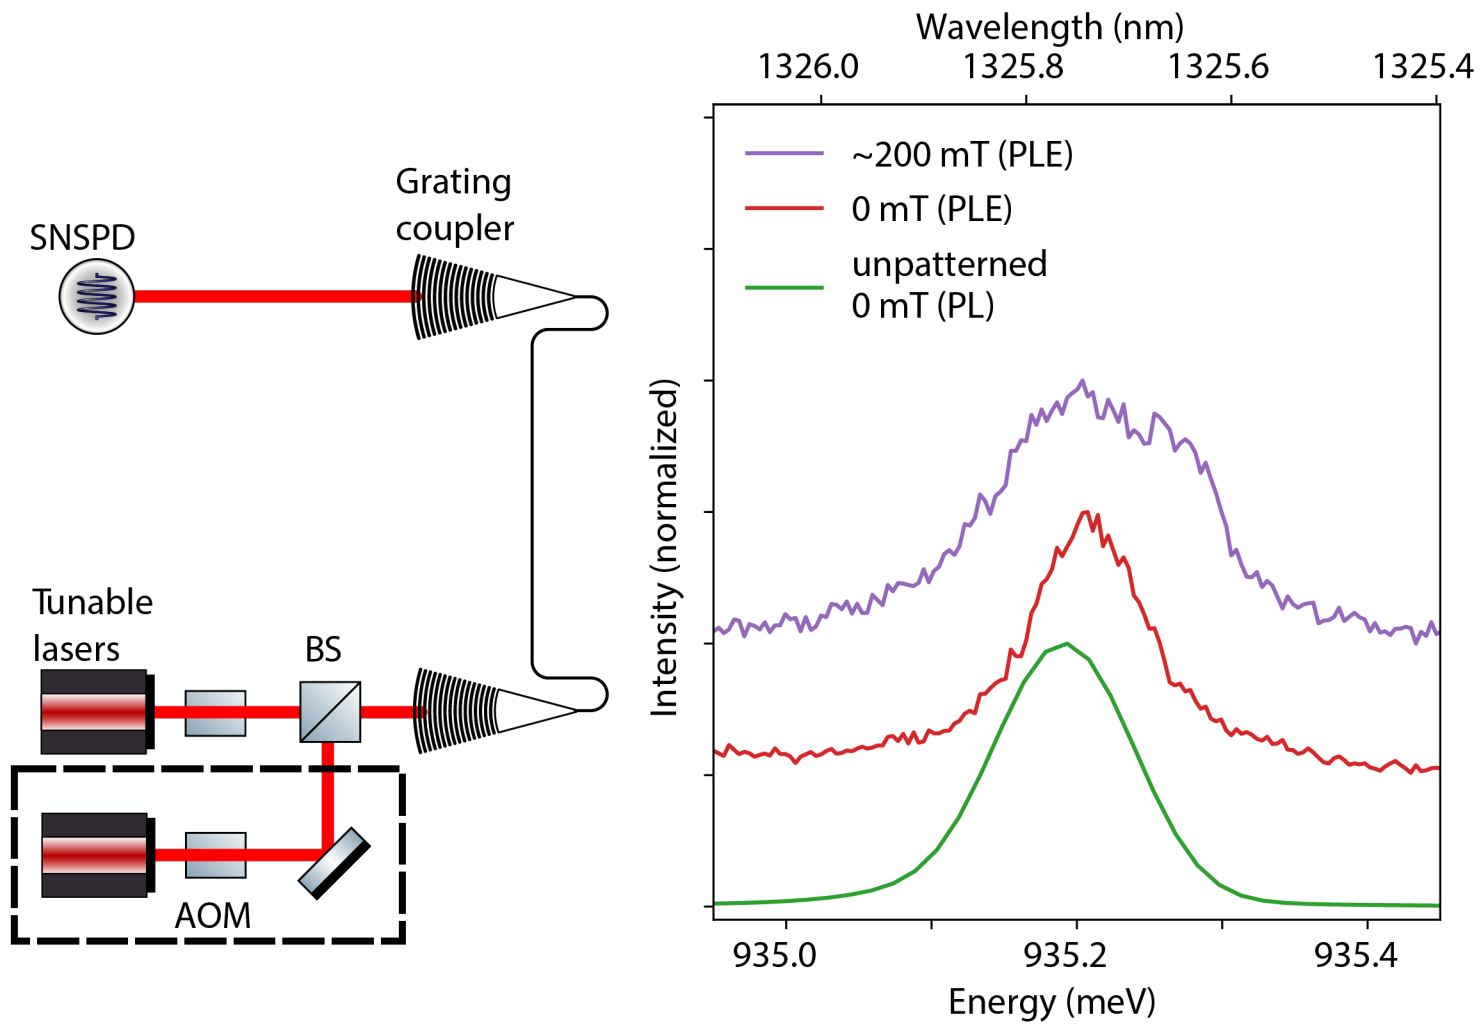 Grating
coupler
SNSPD
Tunable
lasers
BS
AOM
Wavelength (nm)
1326.0 1325.8 1325.6 1325.4
~200 mT (PLE)
0 mT (PLE)
unpatterned
0 mT (PL)
Intensity (normalized)
935.0 935.2 935.4
Energy (meV)